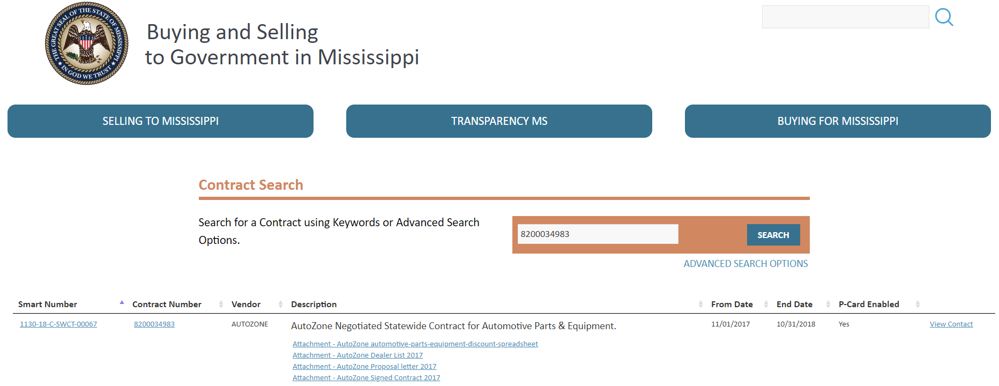 THE GREAT SEAL OF THE STATE OF MISSISSIPPI
IN GOD WE TRUST
Buying and Selling
to Government in Mississippi
SELLING TO MISSISSIPPI
TRANSPARENCY MS
BUYING FOR MISSISSIPPI
Contract Search
Search for a Contract using Keywords or Advanced Search
Options.
8200034983
SEARCH
ADVANCED SEARCH OPTIONS
Smart Number Contract Number Vendor Description From Date End Date P-Card Enabled
1130-18-C-SWCT-00067 8200034983 AUTOZONE AutoZone Negotiated Statewide Contract for Automotive Parts & Equipment. 11/01/2017 10/31/2018 Yes View Contact
Attachment - AutoZone automotive-parts-equipment-discount-spreadsheet
Attachment - AutoZone Dealer List 2017
Attachment - AutoZone Proposal letter 2017
Attachment - AutoZone Signed Contract 2017